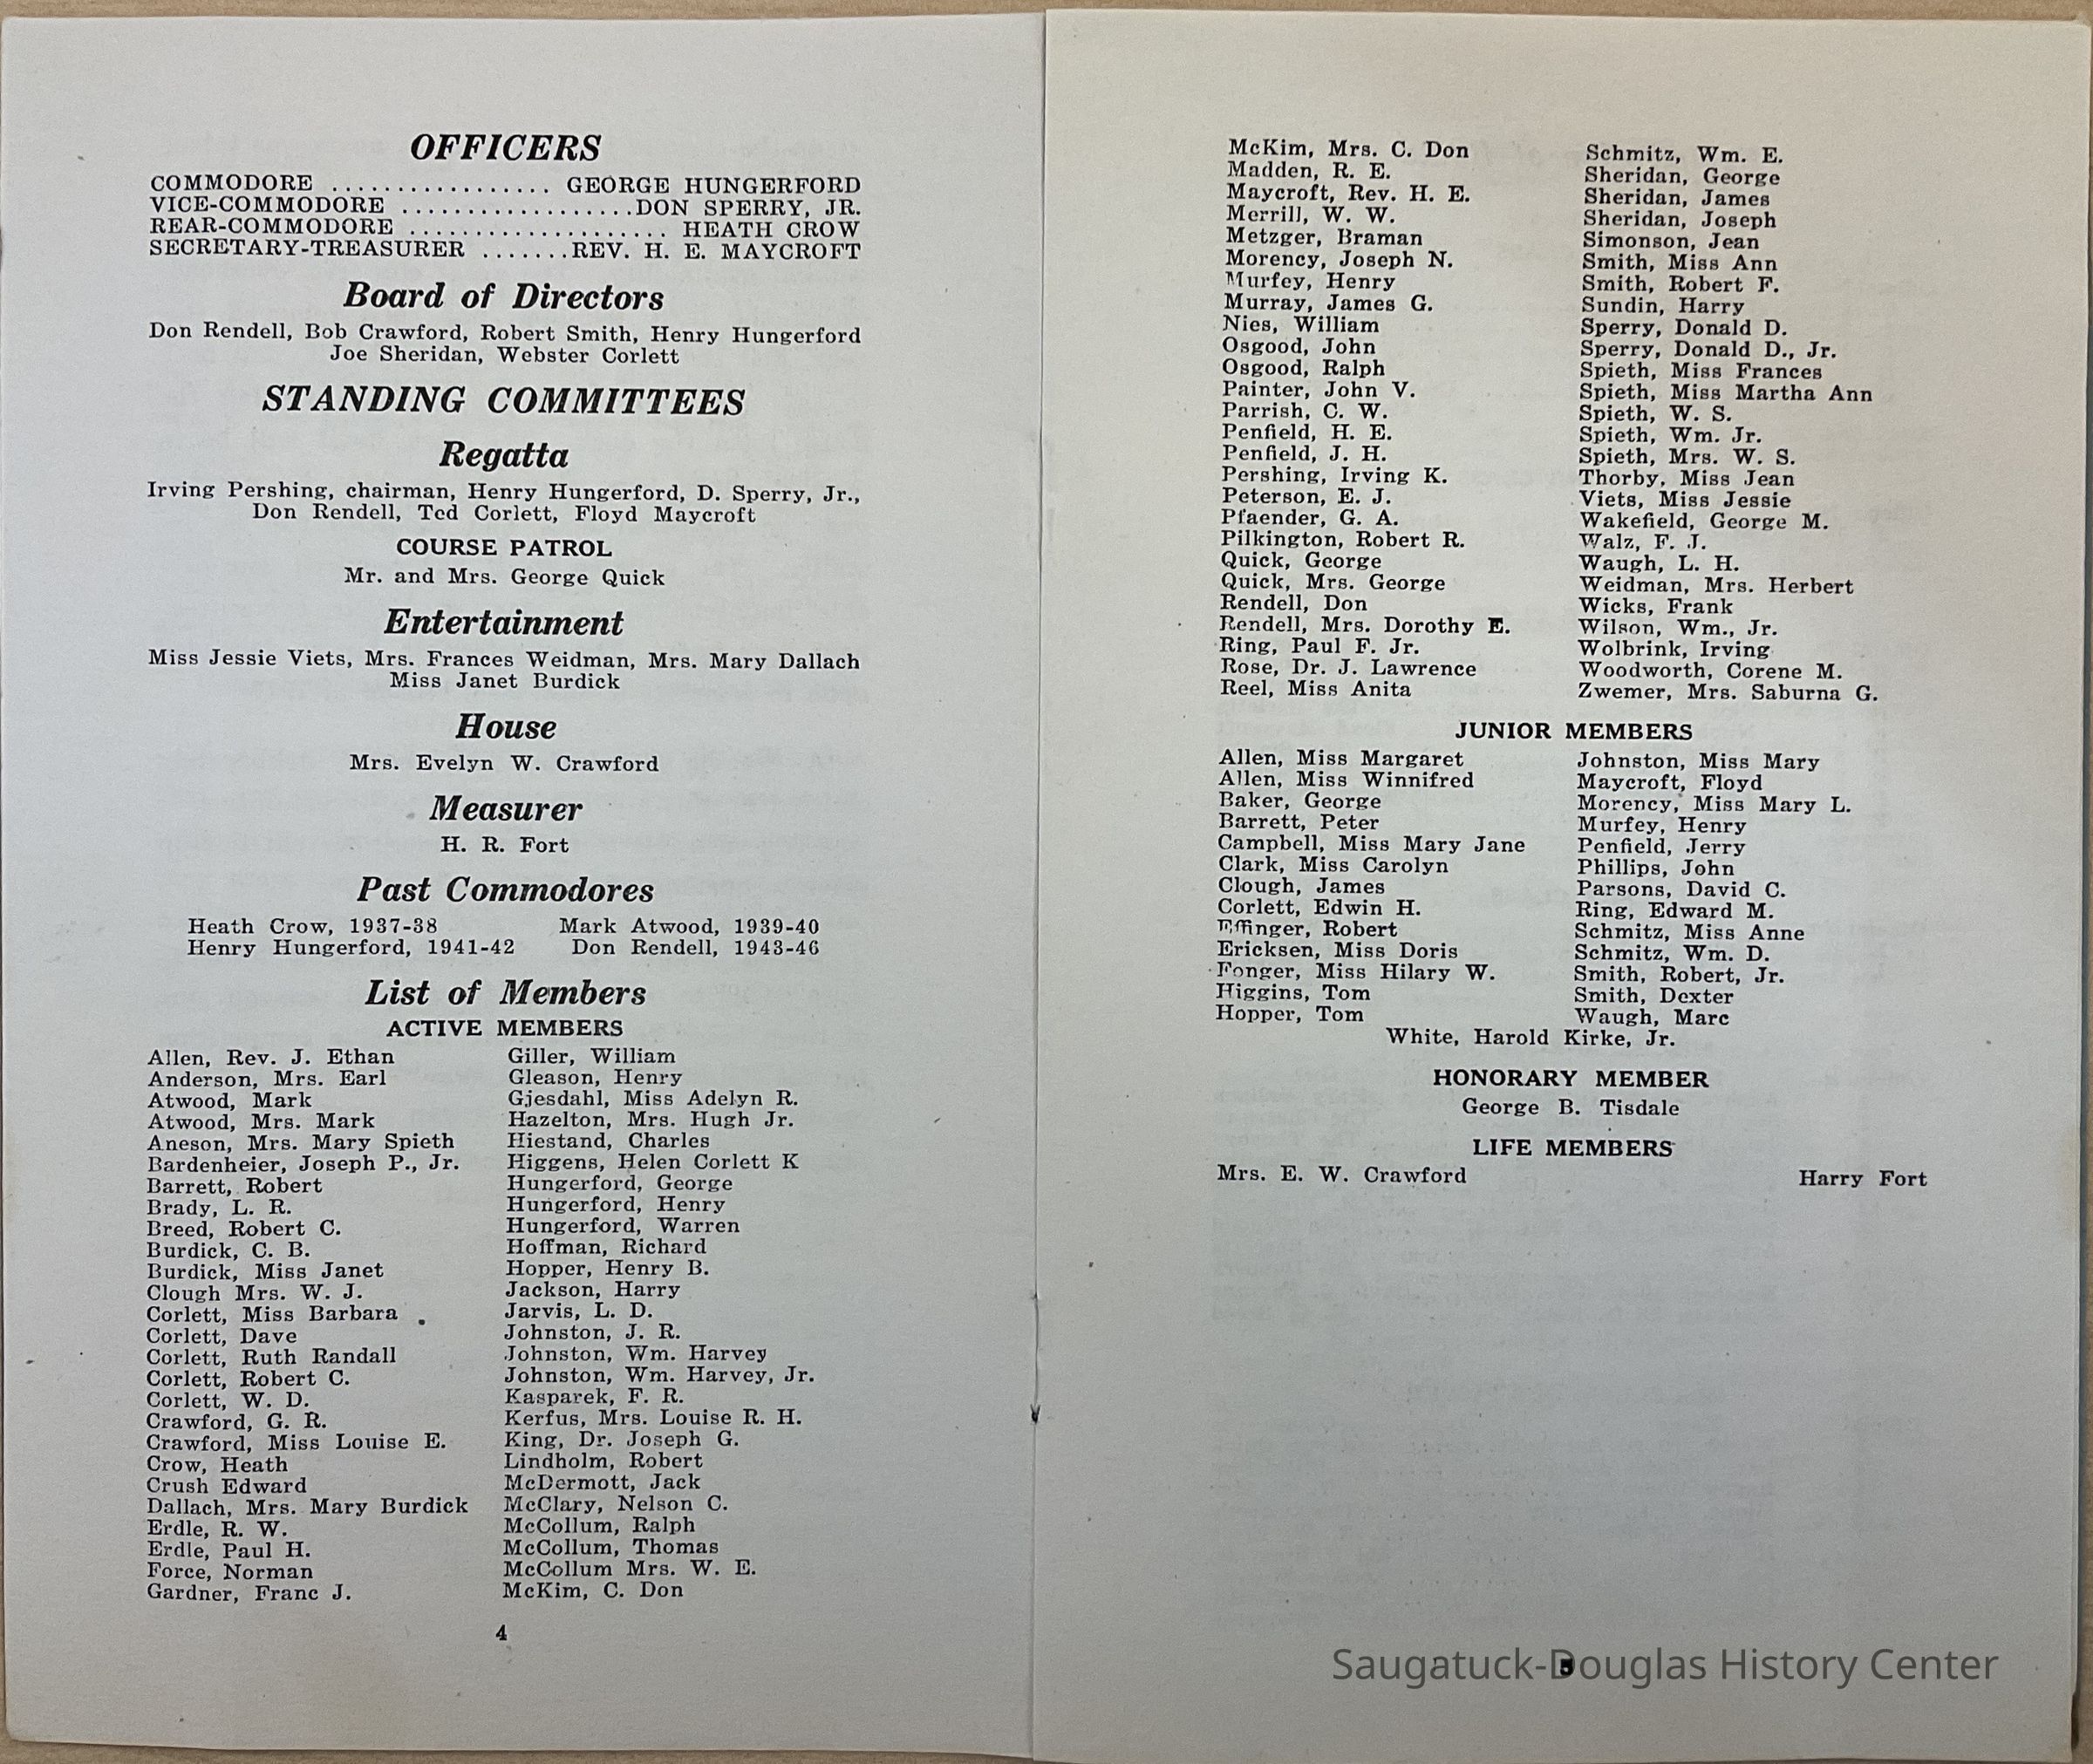 OFFICERS
COMMODORE ................. GEORGE HUNGERFORD
VICE-COMMODORE ..................DON SPERRY, JR.
REAR-COMMODORE .................... HEATH CROW
SECRETARY-TREASURER .......REV. H. E. MAYCROFT
Board of Directors
Don Rendell, Bob Crawford, Robert Smith, Henry Hungerford
Joe Sheridan, Webster Corlett
STANDING COMMITTEES
Regatta
Irving Pershing, chairman, Henry Hungerford, D. Sperry, Jr.,
Don Rendell, Ted Corlett, Floyd Maycroft
COURSE PATROL
Mr. and Mrs. George Quick
Entertainment
Miss Jessie Viets, Mrs. Frances Weidman, Mrs. Mary Dallach
Miss Janet Burdick
House
Mrs. Evelyn W. Crawford
Measurer
H. R. Fort
Past Commodores
Heath Crow, 1937-38
Mark Atwood, 1939-40
Henry Hungerford, 1941-42
Don Rendell, 1943-46
List of Members
ACTIVE MEMBERS
Allen, Rev. J. Ethan
Anderson, Mrs. Earl
Atwood, Mark
Atwood, Mrs. Mark
Aneson, Mrs. Mary Spieth
Bardenheier, Joseph P., Jr.
Barrett, Robert
Brady, L. R.
Breed, Robert C.
Burdick, C. B.
Burdick, Miss Janet
Clough Mrs. W. J.
Corlett, Miss Barbara
Corlett, Dave
Corlett, Ruth Randall
Corlett, Robert C.
Corlett, W. D.
Crawford, G. R.
Crawford, Miss Louise E.
Crow, Heath
Crush Edward
Dallach, Mrs. Mary Burdick
Erdle, R. W.
Erdle, Paul H.
Force, Norman
Gardner, Franc J.
Giller, William
Gleason, Henry
Gjesdahl, Miss Adelyn R.
Hazelton, Mrs. Hugh Jr.
Hiestand, Charles
Higgens, Helen Corlett K
Hungerford, George
Hungerford, Henry
Hungerford, Warren
Hoffman, Richard
Hopper, Henry B.
Jackson, Harry
Jarvis, L. D.
Johnston, J. R.
Johnston, Wm. Harvey
Johnston, Wm. Harvey, Jr.
Kasparek, F. R.
Kerfus, Mrs. Louise R. H.
King, Dr. Joseph G.
Lindholm, Robert
McDermott, Jack
McClary, Nelson C.
McCollum, Ralph
McCollum, Thomas
McCollum Mrs. W. E.
McKim, C. Don
4
McKim, Mrs. C. Don
Madden, R. E.
Maycroft, Rev. H. E.
Merrill, W. W.
Metzger, Braman
Morency, Joseph N.
Murfey, Henry
Murray, James G.
Nies, William
Osgood, John
Osgood, Ralph
Painter, John V.
Parrish, C. W.
Penfield, H. E.
Penfield, J. H.
Pershing, Irving K.
Peterson, E. J.
Pfaender, G. A.
Pilkington, Robert R.
Quick, George
Quick, Mrs. George
Rendell, Don
Rendell, Mrs. Dorothy E.
Ring, Paul F. Jr.
Rose, Dr. J. Lawrence
Reel, Miss Anita
Schmitz, Wm. E.
Sheridan, George
Sheridan, James
Sheridan, Joseph
Simonson, Jean
Smith, Miss Ann
Smith, Robert F.
Sundin, Harry
Sperry, Donald D.
Sperry, Donald D., Jr.
Spieth, Miss Frances
Spieth, Miss Martha Ann
Spieth, W. S.
Spieth, Wm. Jr.
Spieth, Mrs. W. S.
Thorby, Miss Jean
Viets, Miss Jessie
Wakefield, George M.
Walz, F. J.
Waugh, L. H.
Weidman, Mrs. Herbert
Wicks, Frank
Wilson, Wm., Jr.
Wolbrink, Irving
Woodworth, Corene M.
Zwemer, Mrs. Saburna G.
JUNIOR MEMBERS
Allen, Miss Margaret
Allen, Miss Winnifred
Baker, George
Barrett, Peter
Campbell, Miss Mary Jane
Clark, Miss Carolyn
Clough, James
Corlett, Edwin H.
Effinger, Robert
Ericksen, Miss Doris
Fonger, Miss Hilary W.
Higgins, Tom
Hopper, Tom
Johnston, Miss Mary
Maycroft, Floyd
Morency, Miss Mary L.
Murfey, Henry
Penfield, Jerry
Phillips, John
Parsons, David C.
Ring, Edward M.
Schmitz, Miss Anne
Schmitz, Wm. D.
Smith, Robert, Jr.
Smith, Dexter
Waugh, Marc
White, Harold Kirke, Jr.
HONORARY MEMBER
George B. Tisdale
LIFE MEMBERS
Mrs. E. W. Crawford
Harry Fort
Saugatuck-Douglas History Center